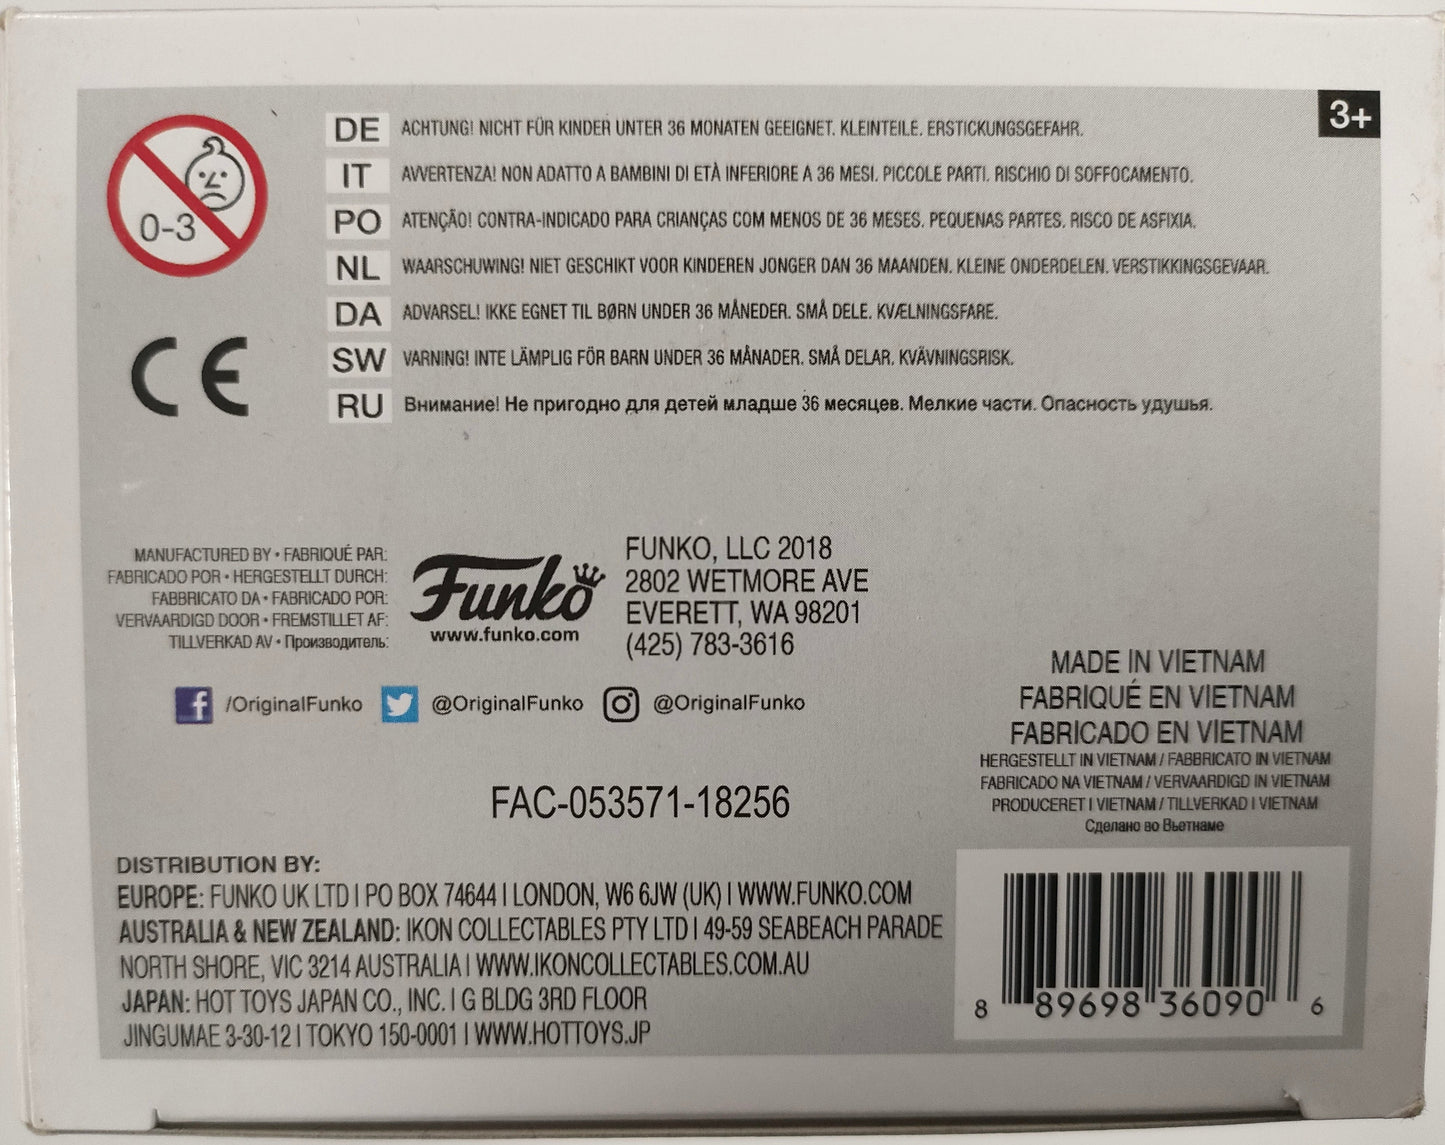 0-3
3+
DE ACHTUNG! NICHT FÜR KINDER UNTER 36 MONATEN GEEIGNET. KLEINTEILE. ERSTICKUNGSGEFAHR.
IT AVVERTENZA! NON ADATTO A BAMBINI DI ETÀ INFERIORE A 36 MESI. PICCOLE PARTI. RISCHIO DI SOFFOCAMENTO.
PO ATENÇÃO! CONTRA-INDICADO PARA CRIANÇAS COM MENOS DE 36 MESES. PEQUENAS PARTES. RISCO DE ASFIXIA.
NL WAARSCHUWING! NIET GESCHIKT VOOR KINDEREN JONGER DAN 36 MAANDEN. KLEINE ONDERDELEN. VERSTIKKINGSGEVAAR.
DA ADVARSEL! IKKE EGNET TIL BØRN UNDER 36 MÅNEDER. SMÅ DELE. KVÆLNINGSFARE.
SW VARNING! INTE LÄMPLIG FÖR BARN UNDER 36 MÅNADER. SMÅ DELAR. KVÄVNINGSRISK.
RU Внимание! Не пригодно для детей младше 36 месяцев. Мелкие части. Опасность удушья.
CE
MANUFACTURED BY • FABRIQUÉ PAR:
FABRICADO POR • HERGESTELLT DURCH:
FABBRICATO DA • FABRICADO POR:
VERVAARDIGD DOOR • FREMSTILLET AF:
TILLVERKAD AV • Производитель:
Funko
www.funko.com
FUNKO, LLC 2018
2802 WETMORE AVE
EVERETT, WA 98201
(425) 783-3616
/OriginalFunko @OriginalFunko @OriginalFunko
MADE IN VIETNAM
FABRIQUÉ EN VIETNAM
FABRICADO EN VIETNAM
HERGESTELLT IN VIETNAM / FABBRICATO IN VIETNAM
FABRICADO NA VIETNAM / VERVAARDIGD IN VIETNAM
PRODUCERET I VIETNAM / TILLVERKAD I VIETNAM
Сделано во Вьетнаме
FAC-053571-18256
DISTRIBUTION BY:
EUROPE: FUNKO UK LTD | PO BOX 74644 | LONDON, W6 6JW (UK) | WWW.FUNKO.COM
AUSTRALIA & NEW ZEALAND: IKON COLLECTABLES PTY LTD | 49-59 SEABEACH PARADE
NORTH SHORE, VIC 3214 AUSTRALIA | WWW.IKONCOLLECTABLES.COM.AU
JAPAN: HOT TOYS JAPAN CO., INC. | G BLDG 3RD FLOOR
JINGUMAE 3-30-12 | TOKYO 150-0001 | WWW.HOTTOYS.JP
8 89698 36090 6